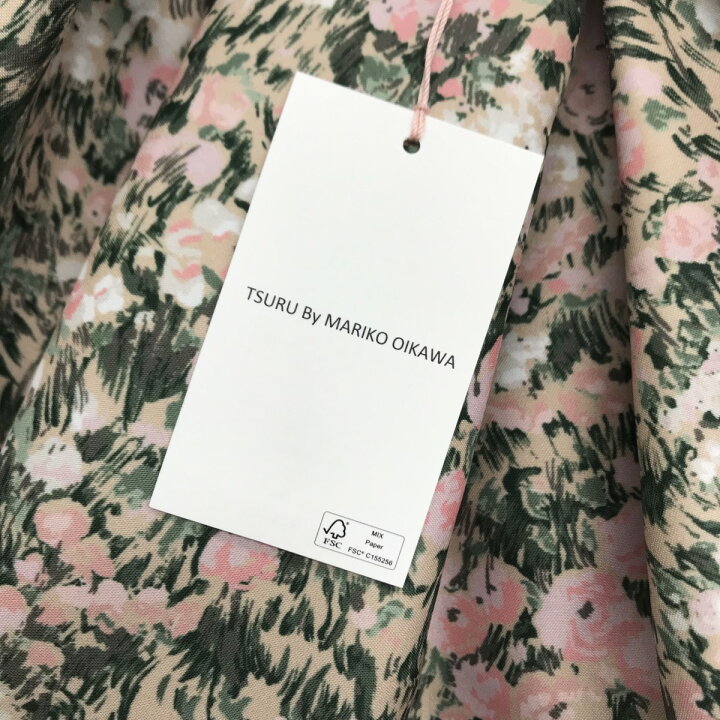 TSURU By MARIKO OIKAWA
FSC
MIX
Paper
FSC® C155256